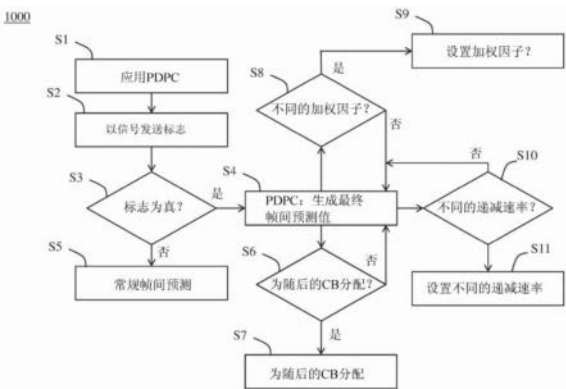 1000
S1
应用PDPC
S2
以信号发送标志
S3
标志为真？
是
否
S5
常规帧间预测
S4
PDPC：生成最终
帧间预测值
S8
不同的加权因子？
是
否
S9
设置加权因子？
S6
为随后的CB分配？
否
是
S7
为随后的CB分配
S10
不同的递减速率？
否
S11
设置不同的递减速率